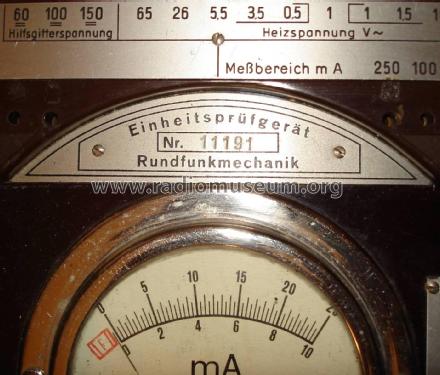 60 100 150 65 26 5,5 3,5 0,5 1 1 1,5 1
Hilfsgitterspannung Heizspannung V~
Meßbereich m A 250 100
Einheitsprüfgerät
Nr. 11191
Rundfunkmechanik
www.radiomuseum.org
0 5 10 15 20
0 2 4 6 8 10
mA